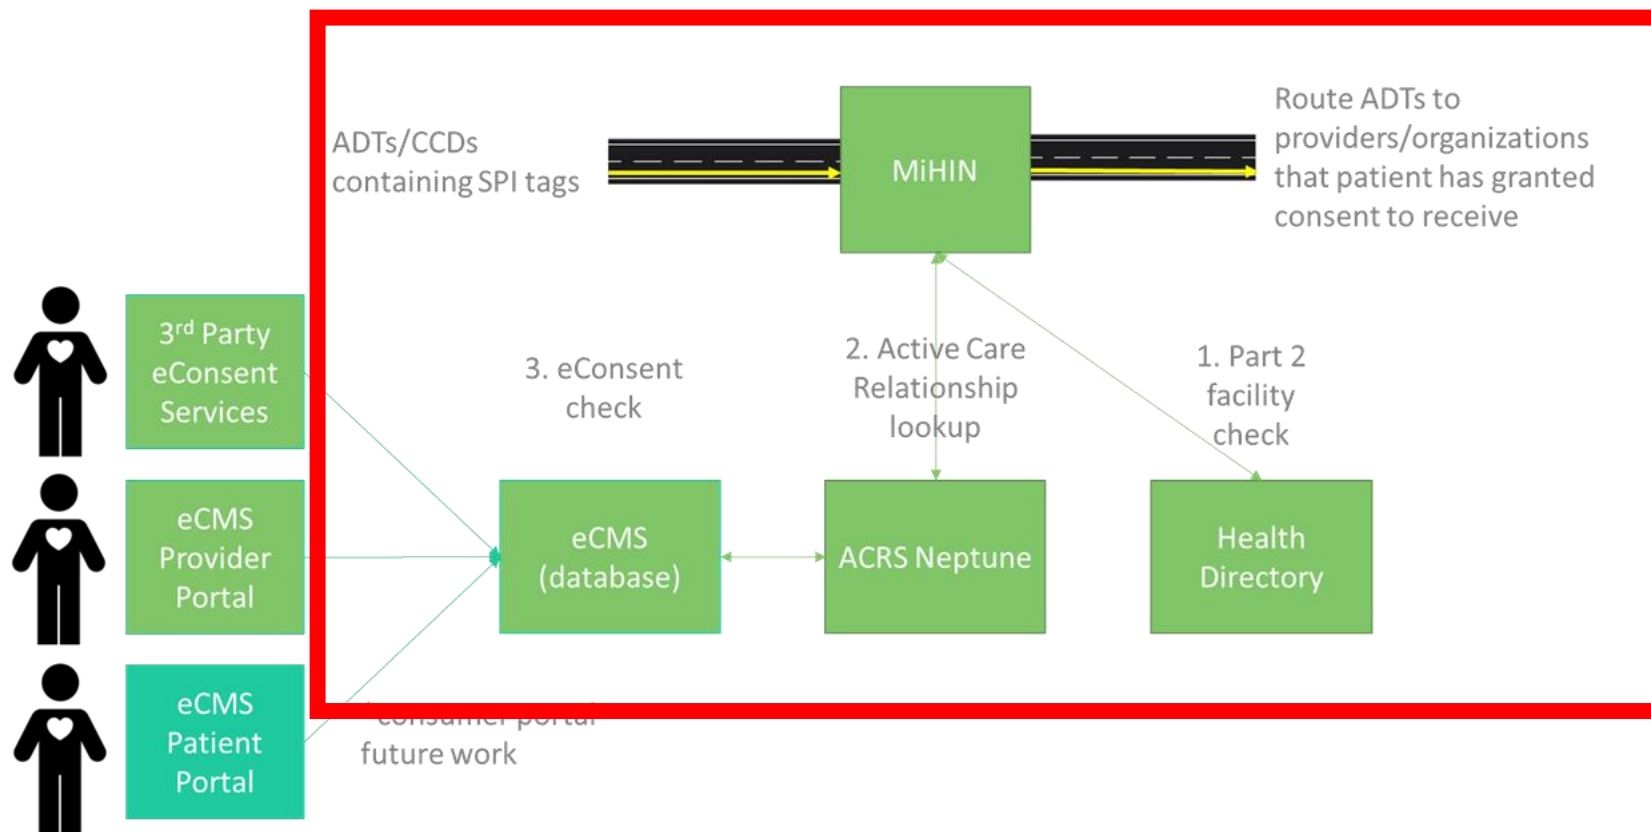 ADTs/CCDs
containing SPI tags
MiHIN
Route ADTs to
providers/organizations
that patient has granted
consent to receive
3rd Party
eConsent
Services
3. eConsent
check
2. Active Care
Relationship
lookup
1. Part 2
facility
check
eCMS
Provider
Portal
eCMS
(database)
ACRS Neptune
Health
Directory
eCMS
Patient
Portal
consumer portal
future work